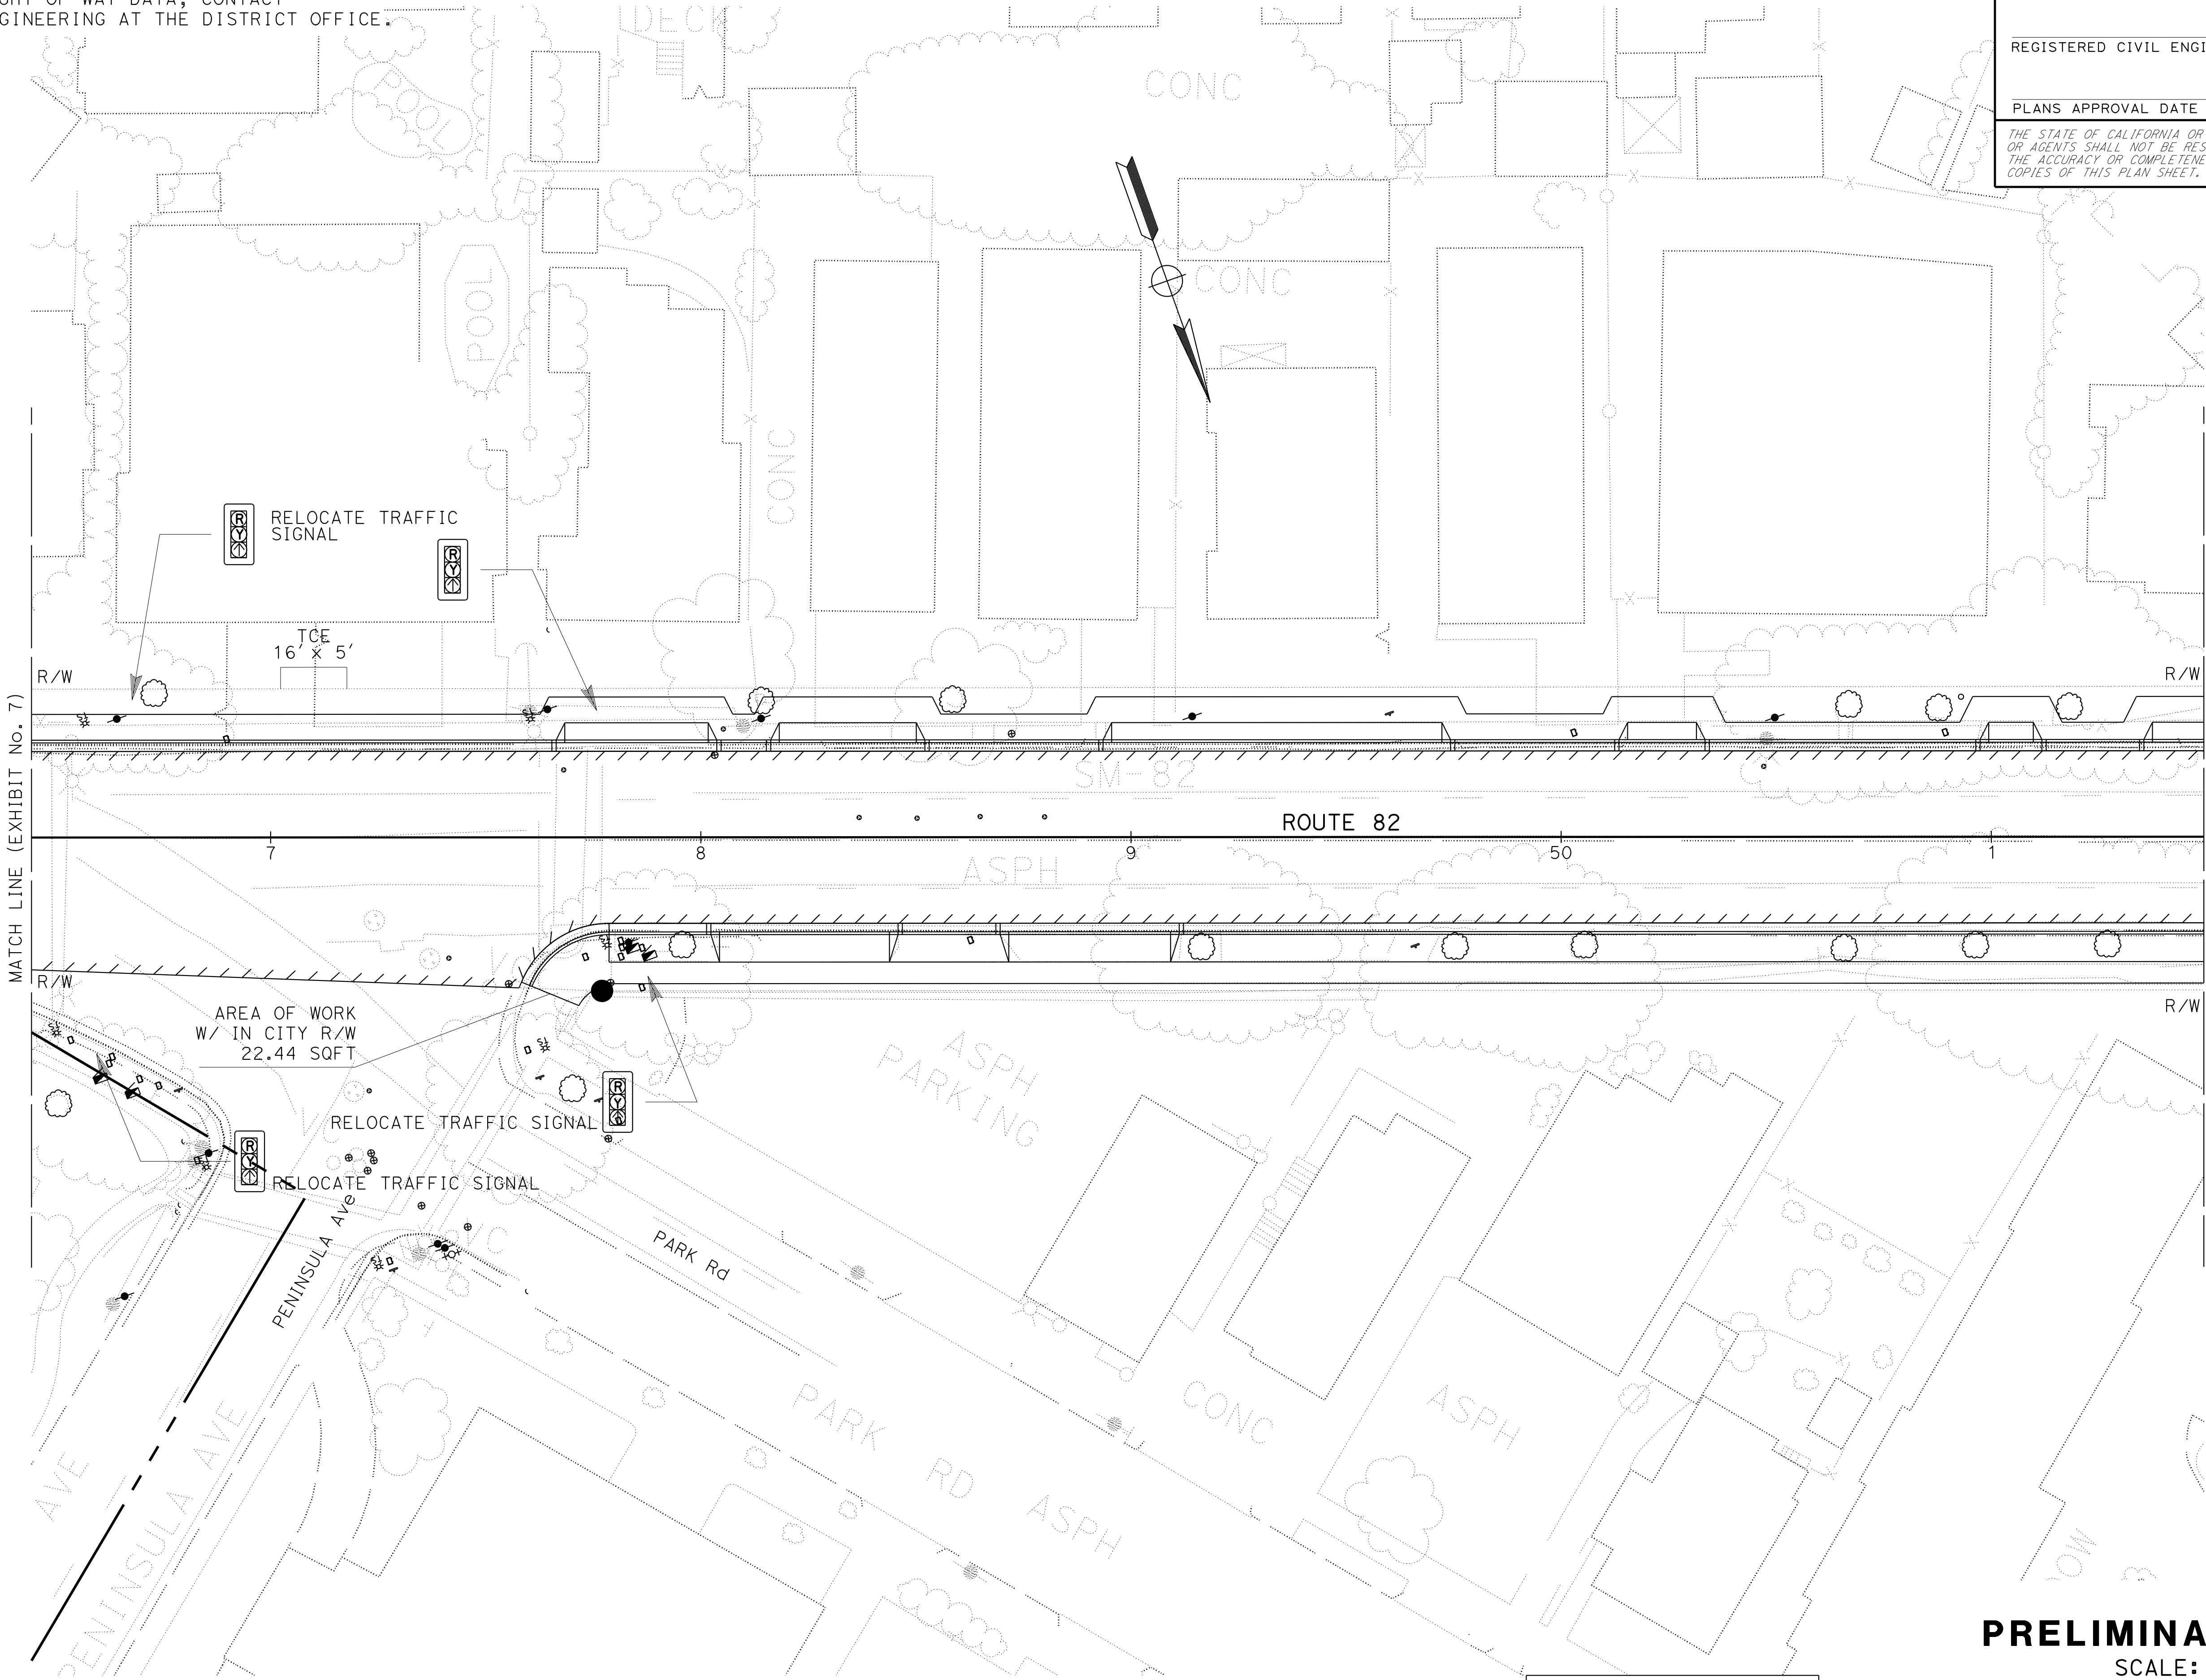 GINEERING AT THE DISTRICT OFFICE.
REGISTERED CIVIL ENGI
PLANS APPROVAL DATE
THE STATE OF CALIFORNIA OR
OR AGENTS SHALL NOT BE RES
THE ACCURACY OR COMPLETENE
COPIES OF THIS PLAN SHEET.
DECK
POOL
CONC
CONC
POOL
CONC
R
Y
RELOCATE TRAFFIC
SIGNAL
R
Y
TCE
16' x 5'
R/W
R/W
MATCH LINE (EXHIBIT No. 7)
SM-82
ROUTE 82
7
8
9
50
1
ASPH
R/W
R/W
AREA OF WORK
W/ IN CITY R/W
22.44 SQFT
ASPH
PARKING
R
Y
RELOCATE TRAFFIC SIGNAL
R
Y
RELOCATE TRAFFIC SIGNAL
PENINSULA Ave
PARK Rd
PARK RD ASPH
CONC
ASPH
AVE
PENINSULA AVE
PRELIMINA
SCALE: